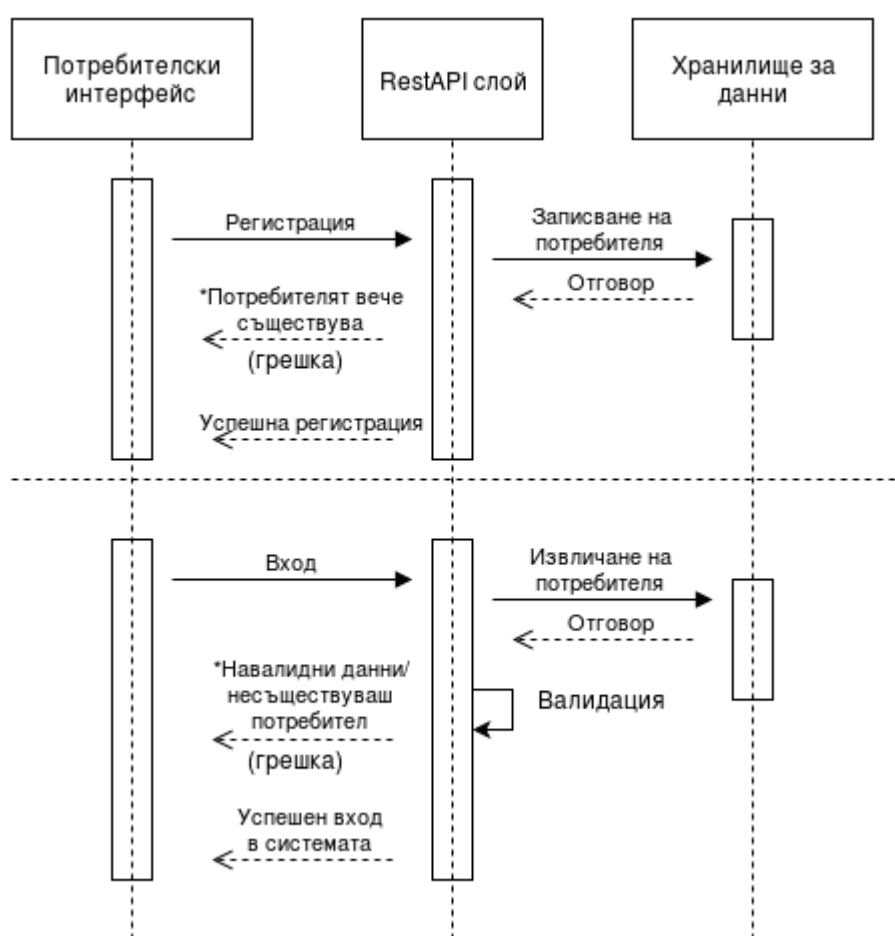 Потребителски
интерфейс
RestAPI слой
Хранилище за
данни
Регистрация
Записване на
потребителя
Отговор
*Потребителят вече
съществува
(грешка)
Успешна регистрация
Вход
Извличане на
потребителя
Отговор
*Навалидни данни/
несъществуваш
потребител
(грешка)
Валидация
Успешен вход
в системата